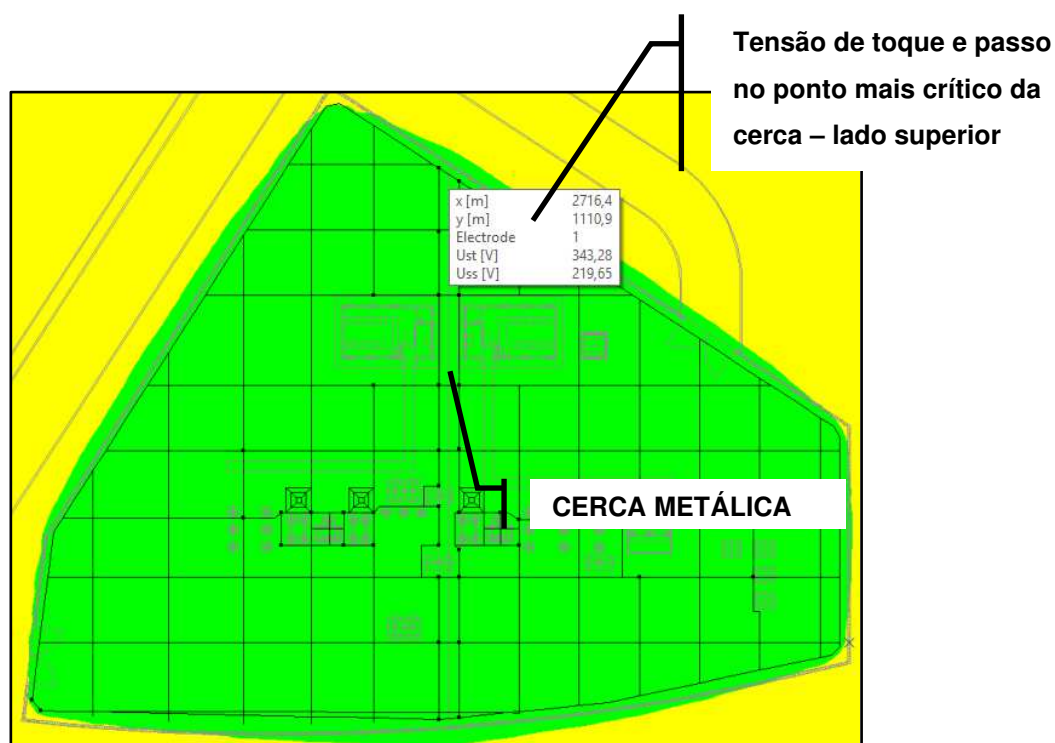 Tensão de toque e passo
no ponto mais crítico da
cerca – lado superior
x [m] 2716,4
y [m] 1110,9
Electrode 1
Ust [V] 343,28
Uss [V] 219,65
CERCA METÁLICA